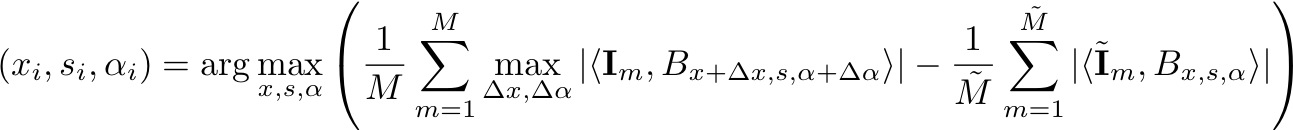 $(x_i, s_i, \alpha_i) = \arg\max_{x,s,\alpha} \left( \frac{1}{M} \sum_{m=1}^{M} \max_{\Delta x, \Delta \alpha} |\langle \mathbf{I}_m, B_{x+\Delta x, s, \alpha+\Delta \alpha} \rangle| - \frac{1}{\tilde{M}} \sum_{m=1}^{\tilde{M}} |\langle \tilde{\mathbf{I}}_m, B_{x,s,\alpha} \rangle| \right)$